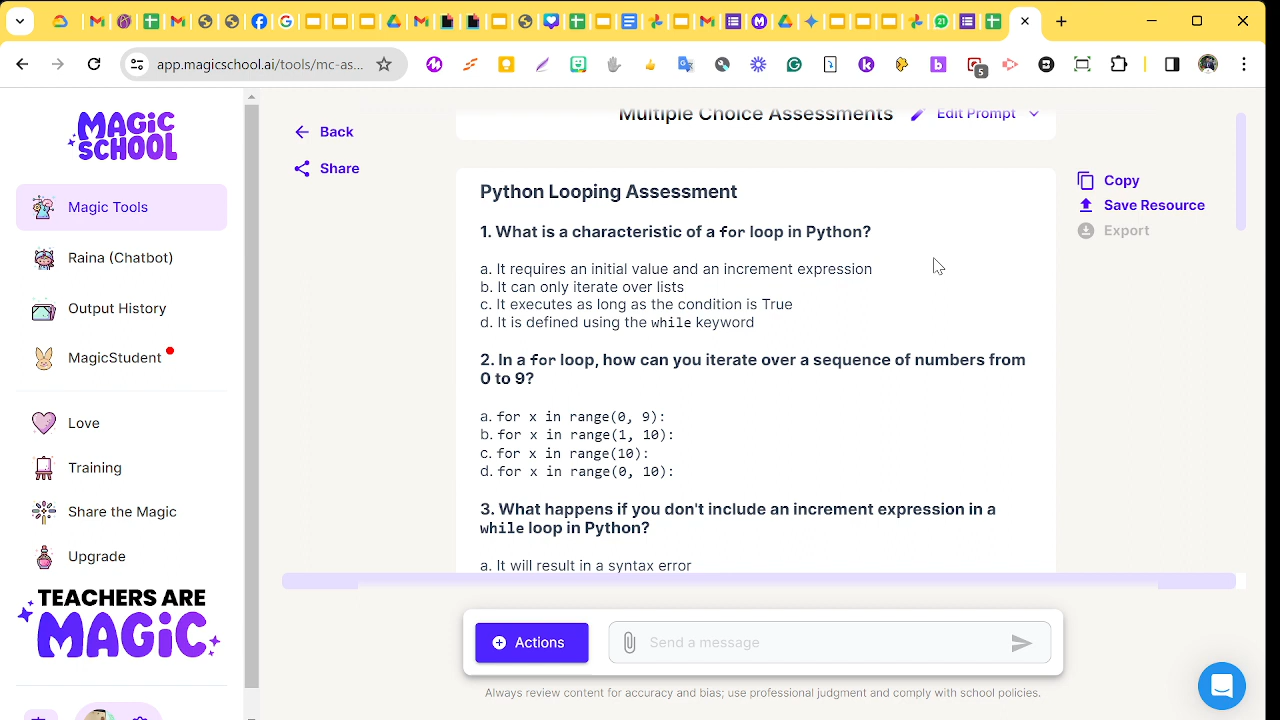 app.magicschool.ai/tools/mc-as...
5
21
MAGIC
SCHOOL
Magic Tools
Raina (Chatbot)
Output History
MagicStudent
Love
Training
Share the Magic
Upgrade
TEACHERS ARE
MAGIC
Back
Share
Multiple Choice Assessments
Edit Prompt
Copy
Save Resource
Export
Python Looping Assessment
1. What is a characteristic of a for loop in Python?
a. It requires an initial value and an increment expression
b. It can only iterate over lists
c. It executes as long as the condition is True
d. It is defined using the while keyword
2. In a for loop, how can you iterate over a sequence of numbers from
0 to 9?
a. for x in range(0, 9):
b. for x in range(1, 10):
c. for x in range(10):
d. for x in range(0, 10):
3. What happens if you don't include an increment expression in a
while loop in Python?
a. It will result in a syntax error
Actions
Send a message
Always review content for accuracy and bias; use professional judgment and comply with school policies.